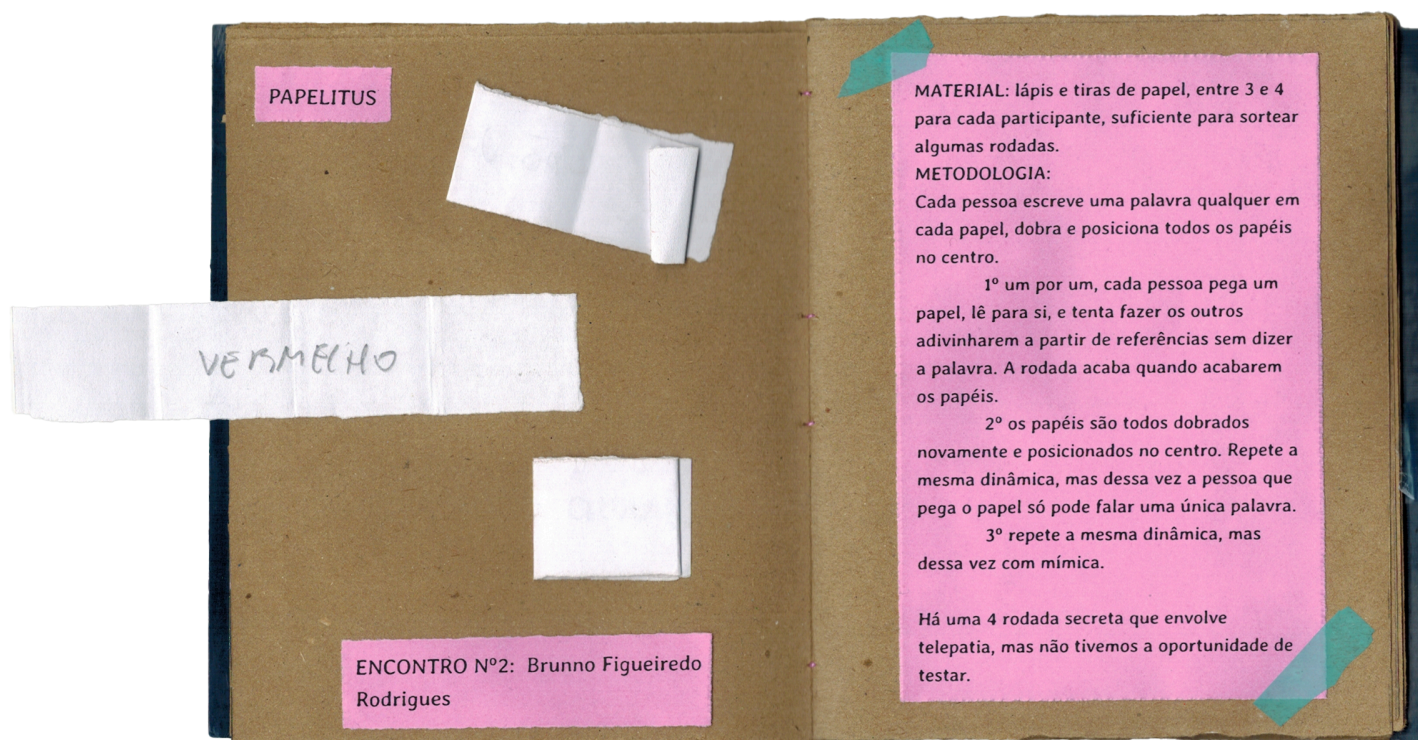 PAPELITUS
VERMELHO
ENCONTRO Nº2: Brunno Figueiredo
Rodrigues
MATERIAL: lápis e tiras de papel, entre 3 e 4
para cada participante, suficiente para sortear
algumas rodadas.
METODOLOGIA:
Cada pessoa escreve uma palavra qualquer em
cada papel, dobra e posiciona todos os papéis
no centro.
1º um por um, cada pessoa pega um
papel, lê para si, e tenta fazer os outros
adivinharem a partir de referências sem dizer
a palavra. A rodada acaba quando acabarem
os papéis.
2º os papéis são todos dobrados
novamente e posicionados no centro. Repete a
mesma dinâmica, mas dessa vez a pessoa que
pega o papel só pode falar uma única palavra.
3º repete a mesma dinâmica, mas
dessa vez com mímica.
Há uma 4 rodada secreta que envolve
telepatia, mas não tivemos a oportunidade de
testar.